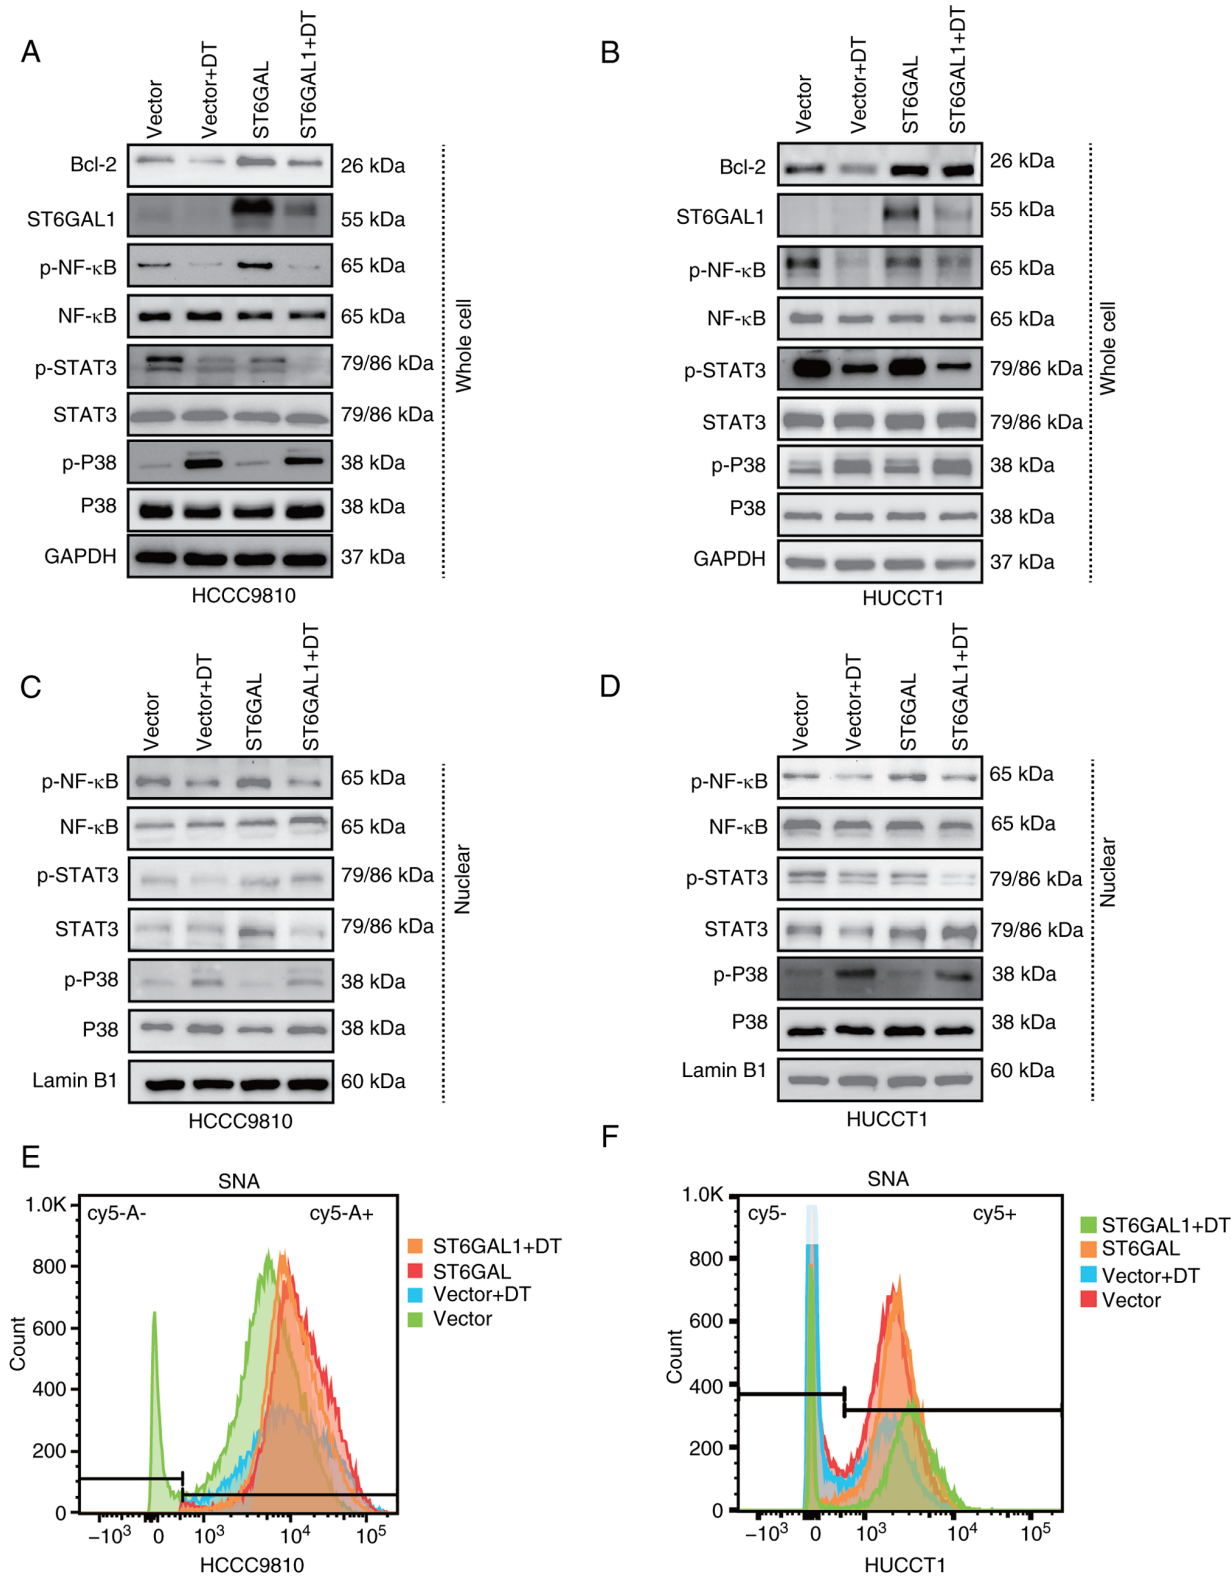 A
Vector
Vector+DT
ST6GAL
ST6GAL1+DT
Bcl-2 26 kDa
ST6GAL1 55 kDa
p-NF-κB 65 kDa
NF-κB 65 kDa
p-STAT3 79/86 kDa
STAT3 79/86 kDa
p-P38 38 kDa
P38 38 kDa
GAPDH 37 kDa
Whole cell
HCCC9810
B
Vector
Vector+DT
ST6GAL
ST6GAL1+DT
Bcl-2 26 kDa
ST6GAL1 55 kDa
p-NF-κB 65 kDa
NF-κB 65 kDa
p-STAT3 79/86 kDa
STAT3 79/86 kDa
p-P38 38 kDa
P38 38 kDa
GAPDH 37 kDa
Whole cell
HUCCT1
C
Vector
Vector+DT
ST6GAL
ST6GAL1+DT
p-NF-κB 65 kDa
NF-κB 65 kDa
p-STAT3 79/86 kDa
STAT3 79/86 kDa
p-P38 38 kDa
P38 38 kDa
Lamin B1 60 kDa
Nuclear
HCCC9810
D
Vector
Vector+DT
ST6GAL
ST6GAL1+DT
p-NF-κB 65 kDa
NF-κB 65 kDa
p-STAT3 79/86 kDa
STAT3 79/86 kDa
p-P38 38 kDa
P38 38 kDa
Lamin B1 60 kDa
Nuclear
HUCCT1
E
SNA
cy5-A- cy5-A+
1.0K
800
600
400
200
0
Count
−10³ 0 10³ 10⁴ 10⁵
HCCC9810
ST6GAL1+DT
ST6GAL
Vector+DT
Vector
F
SNA
cy5- cy5+
1.0K
800
600
400
200
0
Count
−10³ 0 10³ 10⁴ 10⁵
HUCCT1
ST6GAL1+DT
ST6GAL
Vector+DT
Vector